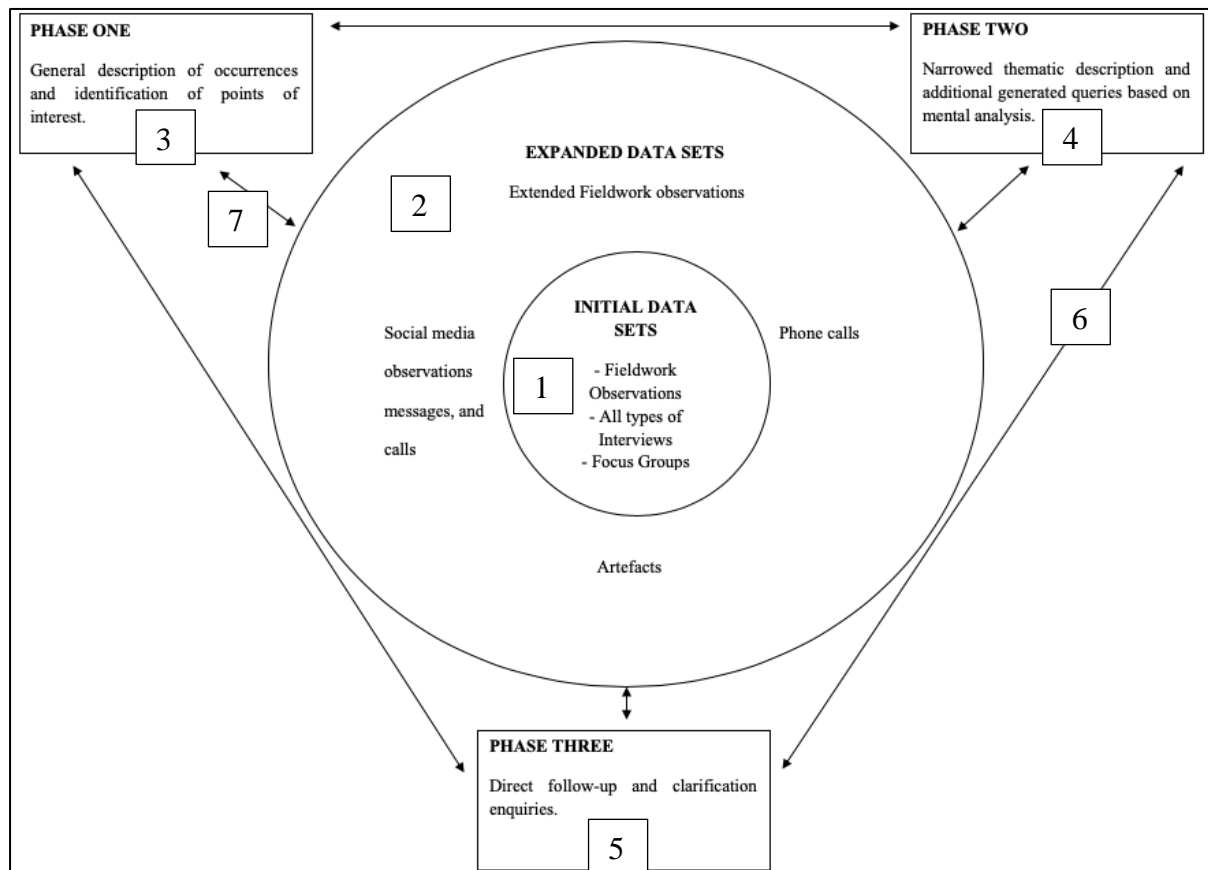 PHASE ONE
General description of occurrences
and identification of points of
interest.
3
PHASE TWO
Narrowed thematic description and
additional generated queries based on
mental analysis.
4
7
2
EXPANDED DATA SETS
Extended Fieldwork observations
Social media
observations
messages, and
calls
1
INITIAL DATA
SETS
- Fieldwork
Observations
- All types of
Interviews
- Focus Groups
Phone calls
6
Artefacts
PHASE THREE
Direct follow-up and clarification
enquiries.
5